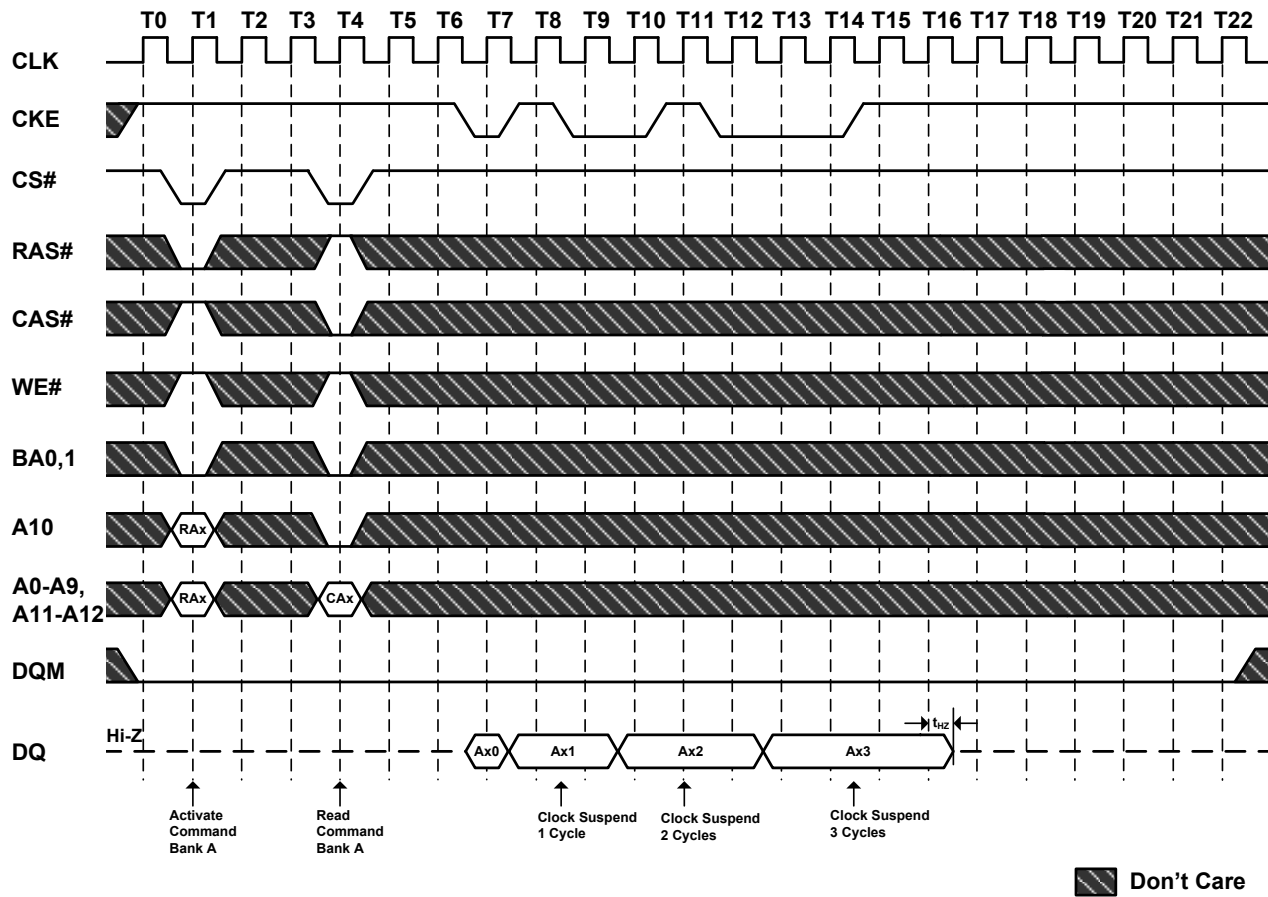 T0 T1 T2 T3 T4 T5 T6 T7 T8 T9 T10 T11 T12 T13 T14 T15 T16 T17 T18 T19 T20 T21 T22
CLK
CKE
CS#
RAS#
CAS#
WE#
BA0,1
A10
RAx
A0-A9,
A11-A12
RAx
CAx
DQM
Hi-Z
tHZ
DQ
Ax0
Ax1
Ax2
Ax3
Activate
Command
Bank A
Read
Command
Bank A
Clock Suspend
1 Cycle
Clock Suspend
2 Cycles
Clock Suspend
3 Cycles
Don't Care